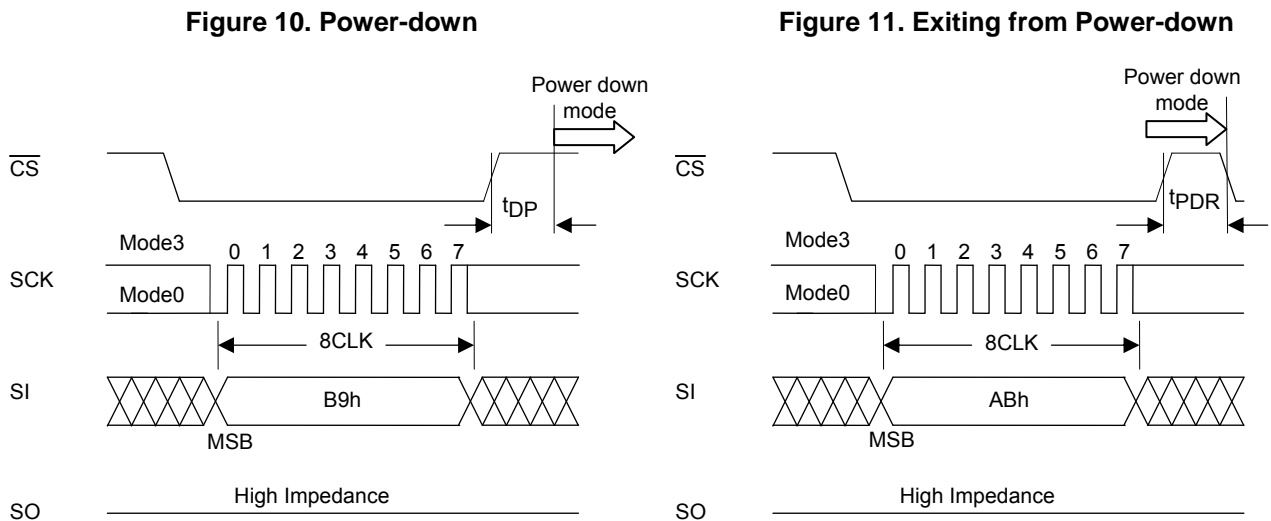 Figure 10. Power-down
Power down
mode
CS
tDP
Mode3
0 1 2 3 4 5 6 7
SCK
Mode0
8CLK
SI
B9h
MSB
High Impedance
SO
Figure 11. Exiting from Power-down
Power down
mode
CS
tPDR
Mode3
0 1 2 3 4 5 6 7
SCK
Mode0
8CLK
SI
ABh
MSB
High Impedance
SO